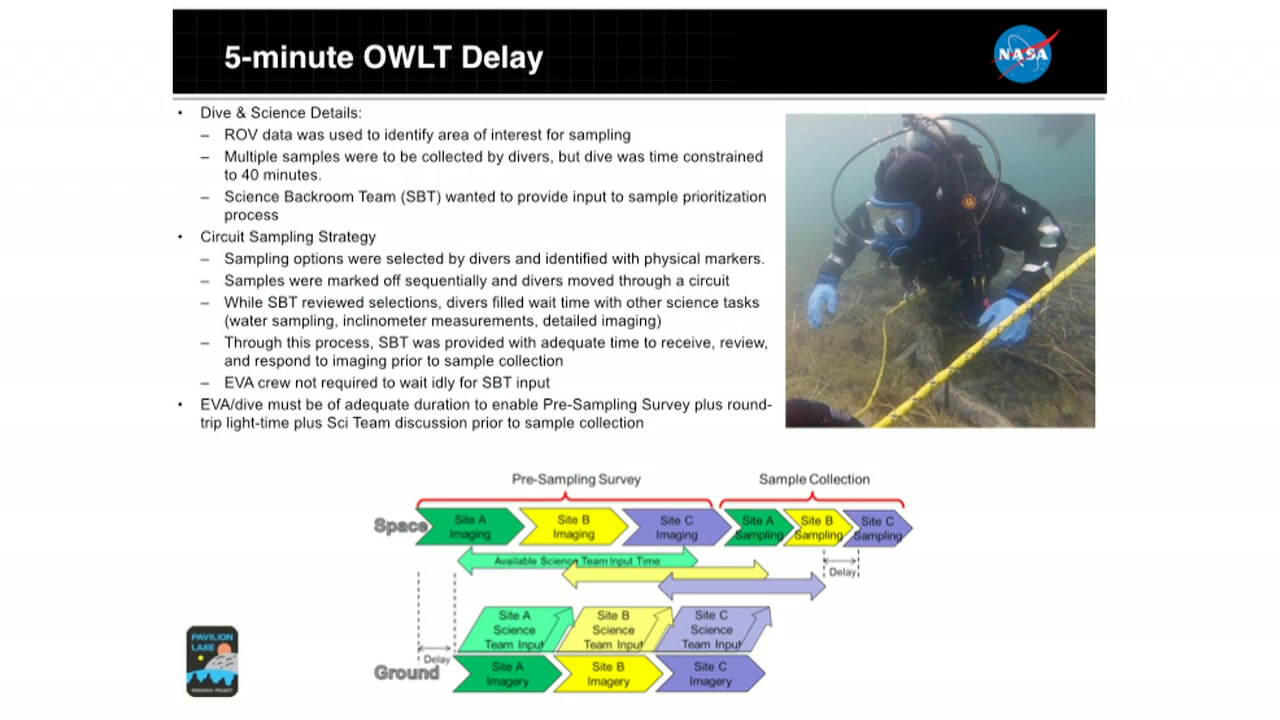 5-minute OWLT Delay
NASA
• Dive & Science Details:
– ROV data was used to identify area of interest for sampling
– Multiple samples were to be collected by divers, but dive was time constrained
to 40 minutes.
– Science Backroom Team (SBT) wanted to provide input to sample prioritization
process
• Circuit Sampling Strategy
– Sampling options were selected by divers and identified with physical markers.
– Samples were marked off sequentially and divers moved through a circuit
– While SBT reviewed selections, divers filled wait time with other science tasks
(water sampling, inclinometer measurements, detailed imaging)
– Through this process, SBT was provided with adequate time to receive, review,
and respond to imaging prior to sample collection
– EVA crew not required to wait idly for SBT input
• EVA/dive must be of adequate duration to enable Pre-Sampling Survey plus round-
trip light-time plus Sci Team discussion prior to sample collection
Pre-Sampling Survey
Sample Collection
Space
Site A
Imaging
Site B
Imaging
Site C
Imaging
Site A
Sampling
Site B
Sampling
Site C
Sampling
Available Science Team Input Time
Delay
Site A
Science
Team Input
Site B
Science
Team Input
Site C
Science
Team Input
Delay
Ground
Site A
Imagery
Site B
Imagery
Site C
Imagery
PAVILION
LAKE
RESEARCH PROJECT